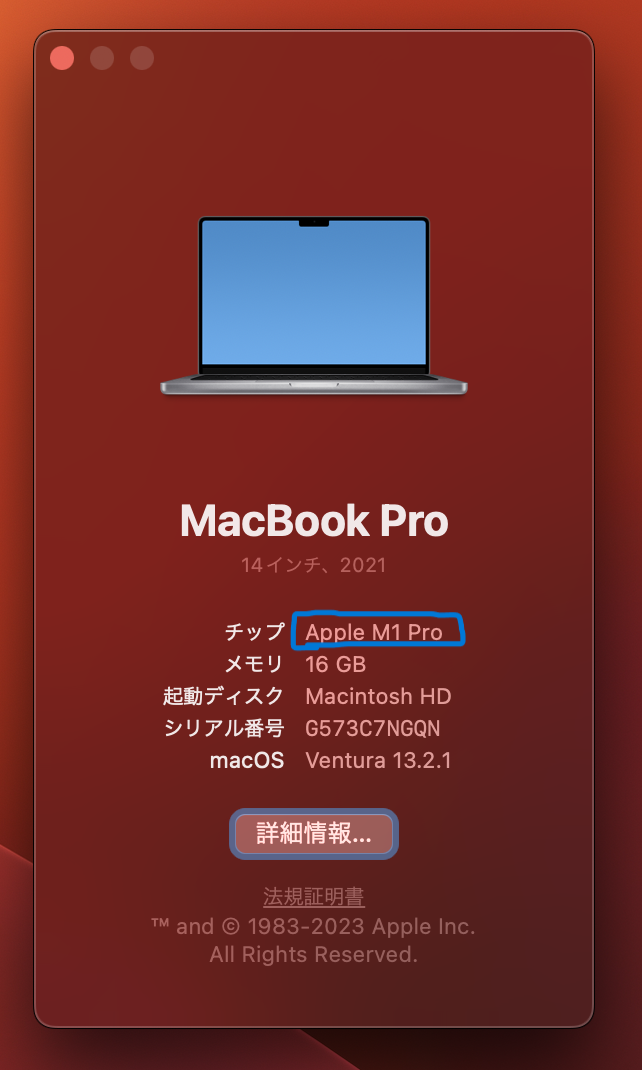 MacBook Pro
14インチ、2021
チップ Apple M1 Pro
メモリ 16 GB
起動ディスク Macintosh HD
シリアル番号 G573C7NGQN
macOS Ventura 13.2.1
詳細情報...
法規証明書
™ and © 1983-2023 Apple Inc.
All Rights Reserved.